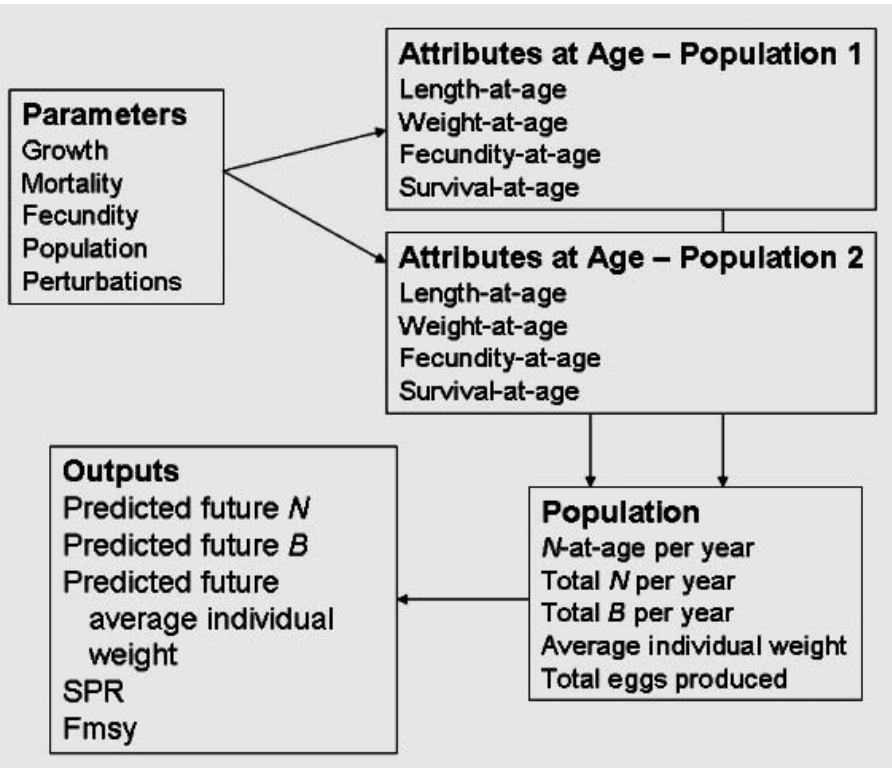 Parameters
Growth
Mortality
Fecundity
Population
Perturbations
Attributes at Age – Population 1
Length-at-age
Weight-at-age
Fecundity-at-age
Survival-at-age
Attributes at Age – Population 2
Length-at-age
Weight-at-age
Fecundity-at-age
Survival-at-age
Population
N-at-age per year
Total N per year
Total B per year
Average individual weight
Total eggs produced
Outputs
Predicted future N
Predicted future B
Predicted future
average individual
weight
SPR
Fmsy